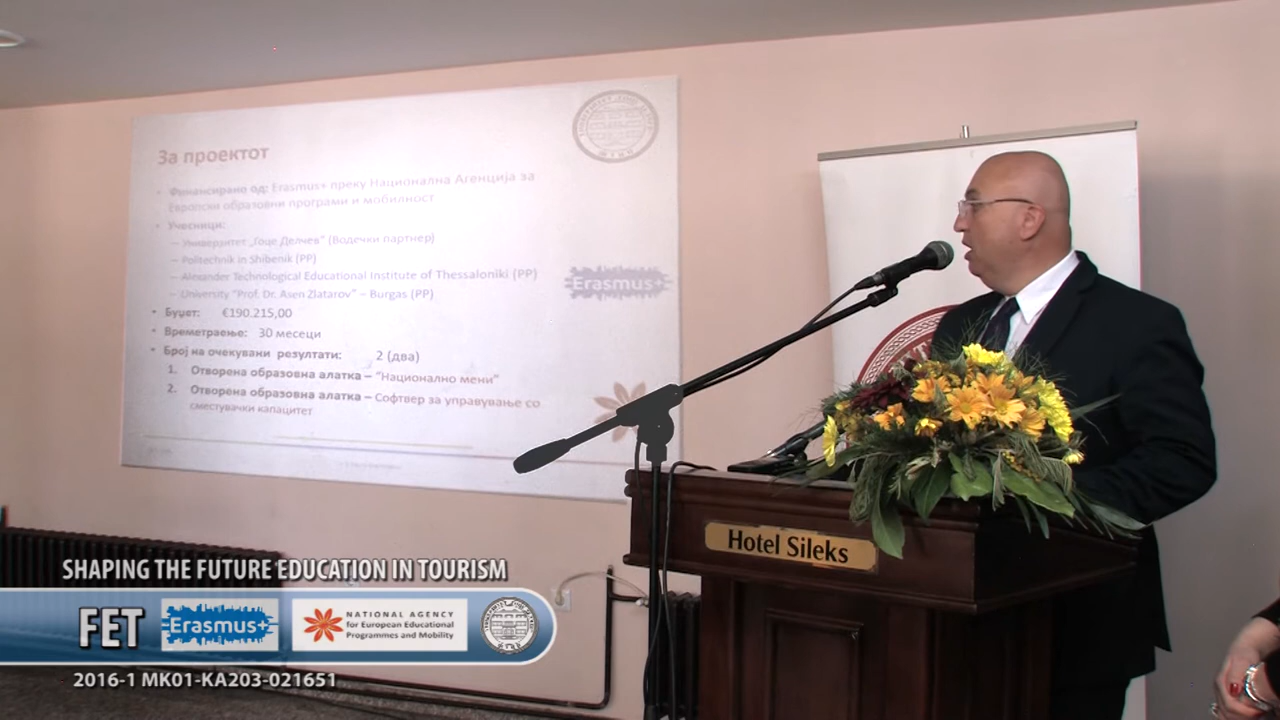 За проектот
Финансирано од: Erasmus+ преку Национална Агенција за
Европски образовни програми и мобилност
Учесници:
– Универзитет „Гоце Делчев" (Водечки партнер)
– Politechnik in Shibenik (PP)
– Alexander Technological Educational Institute of Thessaloniki (PP)
– University "Prof. Dr. Asen Zlatarov" – Burgas (PP)
Erasmus+
• Буџет: €190.215,00
• Времетраење: 30 месеци
• Број на очекувани резултати: 2 (два)
1. Отворена образовна алатка – "Национално мени"
2. Отворена образовна алатка – Софтвер за управување со
сместувачки капацитет
Hotel Sileks
SHAPING THE FUTURE EDUCATION IN TOURISM
FET
Erasmus+
NATIONAL AGENCY
for European Educational
Programmes and Mobility
2016-1 MK01-KA203-021651